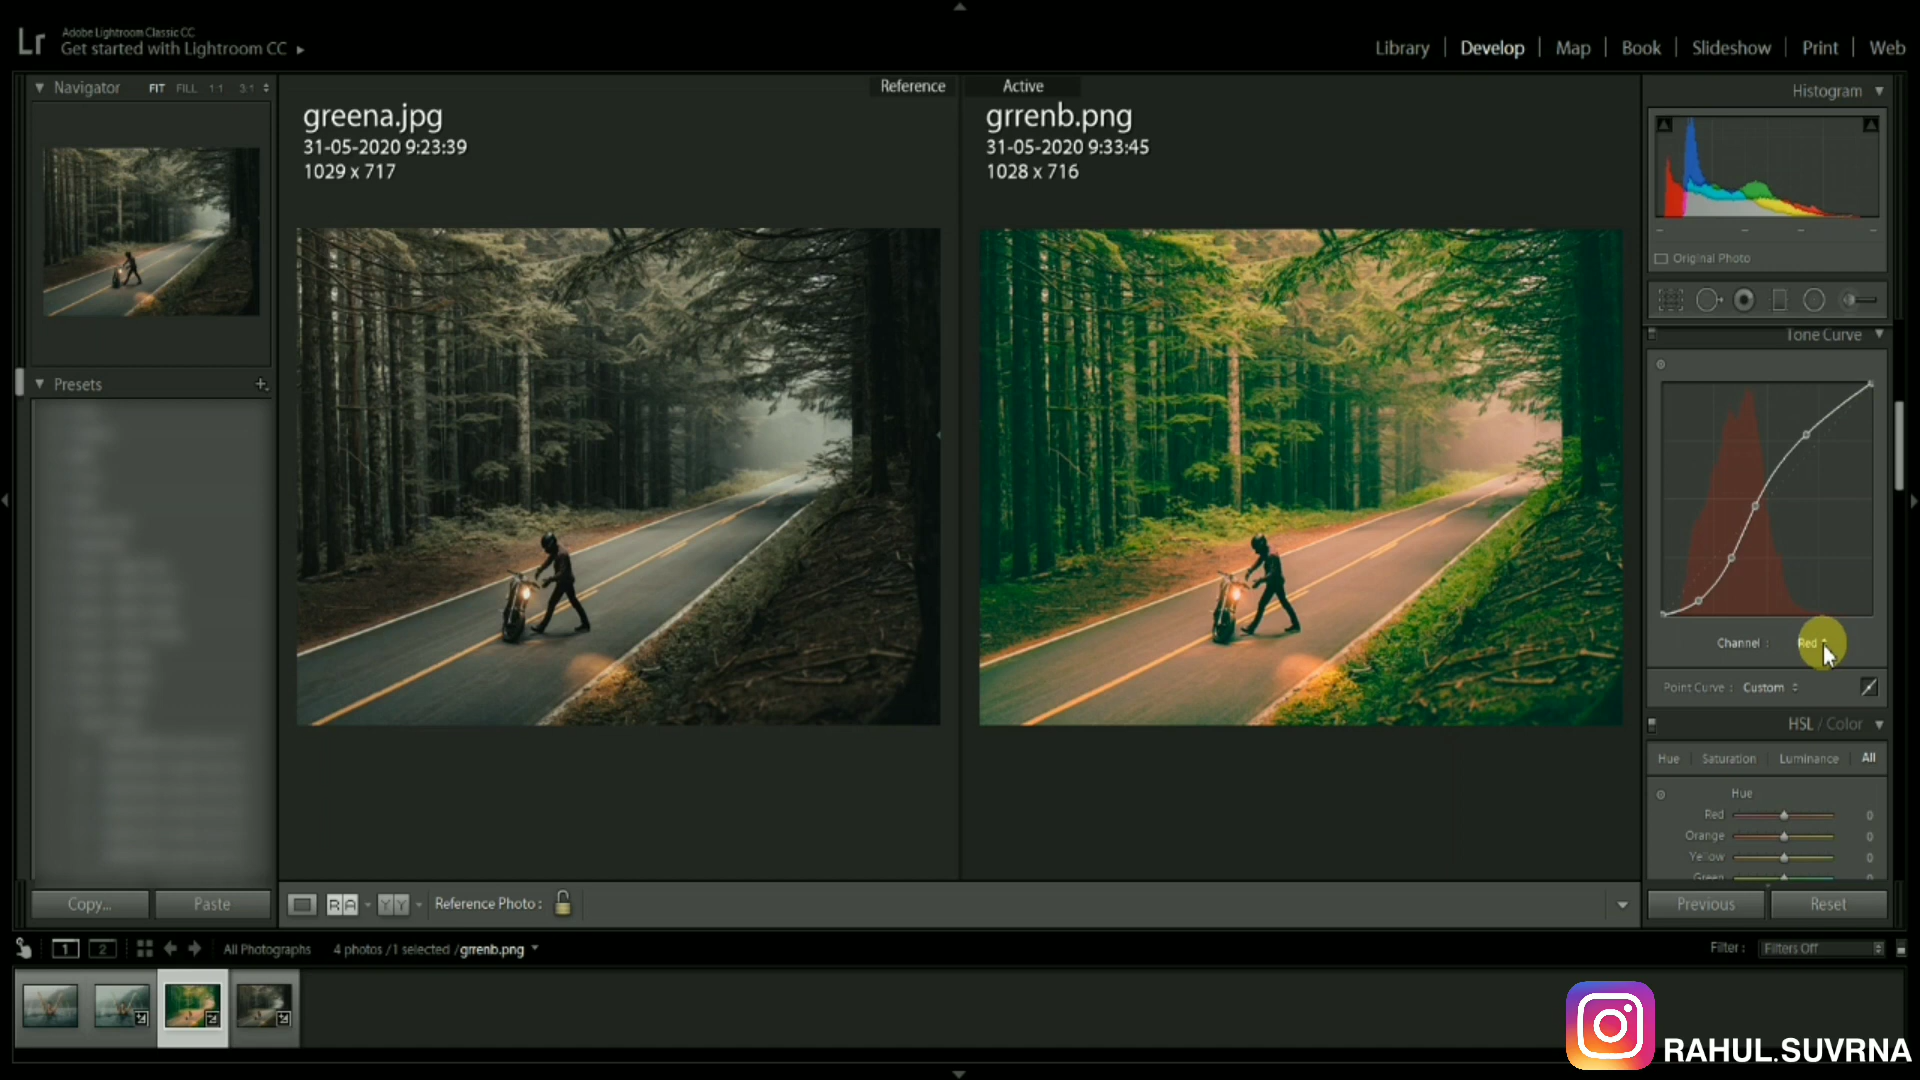 Lr
Adobe Lightroom Classic CC
Get started with Lightroom CC
Library Develop Map Book Slideshow Print Web
Navigator FIT FILL 1:1 3:1
Reference Active
Histogram
greena.jpg
31-05-2020 9:23:39
1029 x 717
grrenb.png
31-05-2020 9:33:45
1028 x 716
Original Photo
Tone Curve
Presets
Channel : Red
Point Curve : Custom
HSL / Color
Hue Saturation Luminance All
Hue
Red 0
Orange 0
Yellow 0
Green 0
Copy... Paste
R A Y Y Reference Photo :
Previous Reset
1 2 All Photographs 4 photos / 1 selected / grrenb.png
Filter : Filters Off
RAHUL.SUVRNA